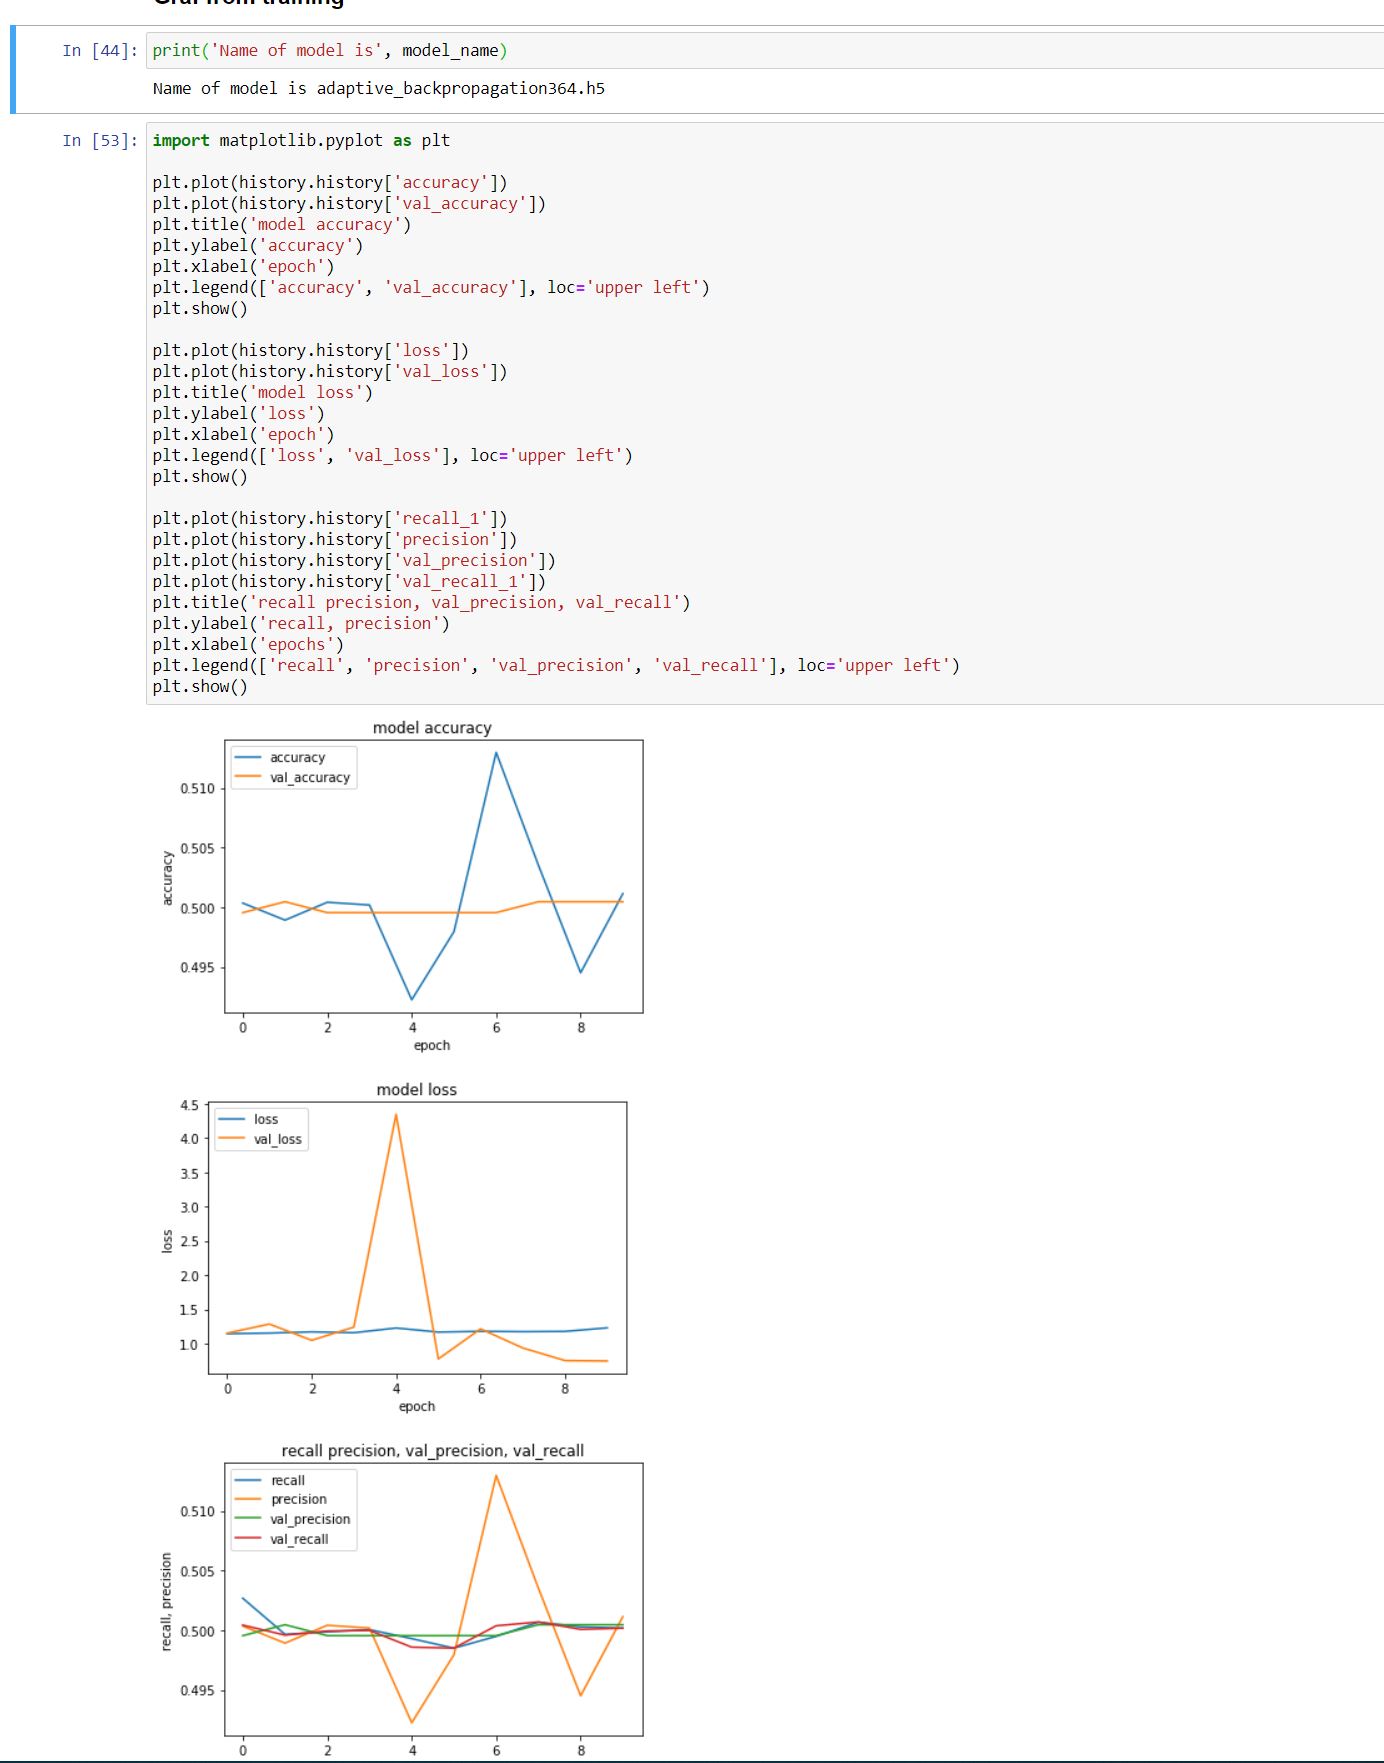 Graf from training
In [44]: print('Name of model is', model_name)
Name of model is adaptive_backpropagation364.h5
In [53]: import matplotlib.pyplot as plt
plt.plot(history.history['accuracy'])
plt.plot(history.history['val_accuracy'])
plt.title('model accuracy')
plt.ylabel('accuracy')
plt.xlabel('epoch')
plt.legend(['accuracy', 'val_accuracy'], loc='upper left')
plt.show()
plt.plot(history.history['loss'])
plt.plot(history.history['val_loss'])
plt.title('model loss')
plt.ylabel('loss')
plt.xlabel('epoch')
plt.legend(['loss', 'val_loss'], loc='upper left')
plt.show()
plt.plot(history.history['recall_1'])
plt.plot(history.history['precision'])
plt.plot(history.history['val_precision'])
plt.plot(history.history['val_recall_1'])
plt.title('recall precision, val_precision, val_recall')
plt.ylabel('recall, precision')
plt.xlabel('epochs')
plt.legend(['recall', 'precision', 'val_precision', 'val_recall'], loc='upper left')
plt.show()
model accuracy
accuracy
val_accuracy
0.510
0.505
0.500
0.495
accuracy
0 2 4 6 8
epoch
model loss
loss
val_loss
4.5
4.0
3.5
3.0
2.5
2.0
1.5
1.0
loss
0 2 4 6 8
epoch
recall precision, val_precision, val_recall
recall
precision
val_precision
val_recall
0.510
0.505
0.500
0.495
recall, precision
0 2 4 6 8